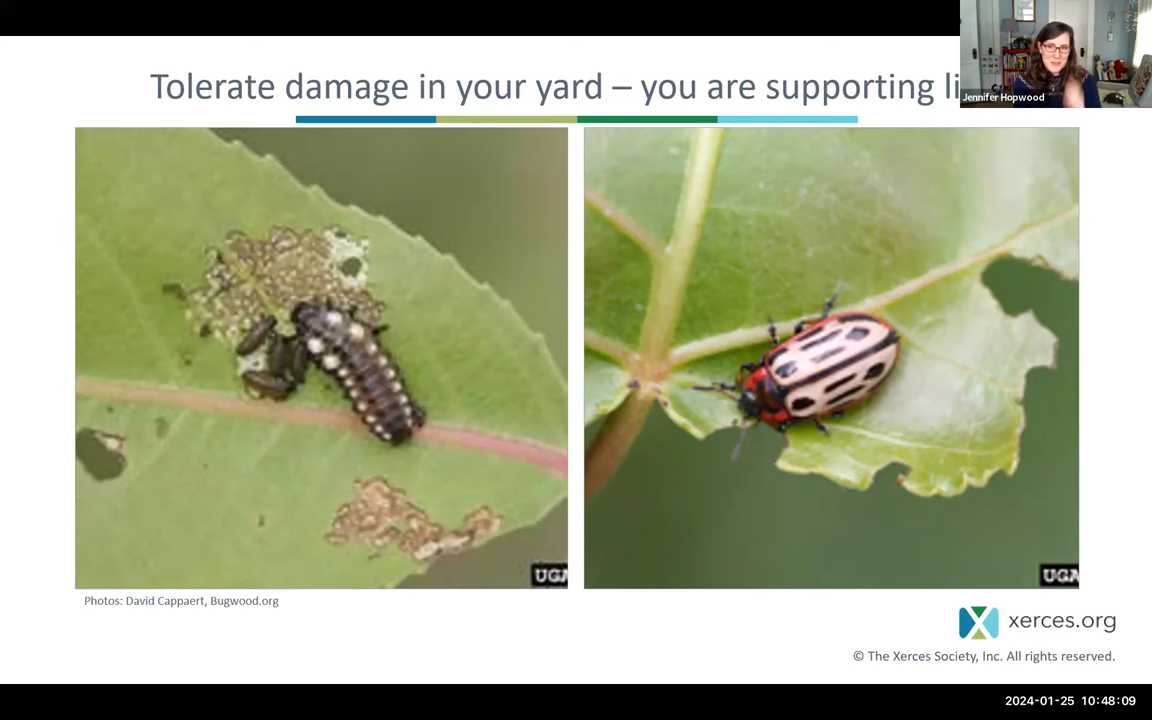 Tolerate damage in your yard – you are supporting li
Jennifer Hopwood
UGA
UGA
Photos: David Cappaert, Bugwood.org
xerces.org
© The Xerces Society, Inc. All rights reserved.
2024-01-25 10:48:09